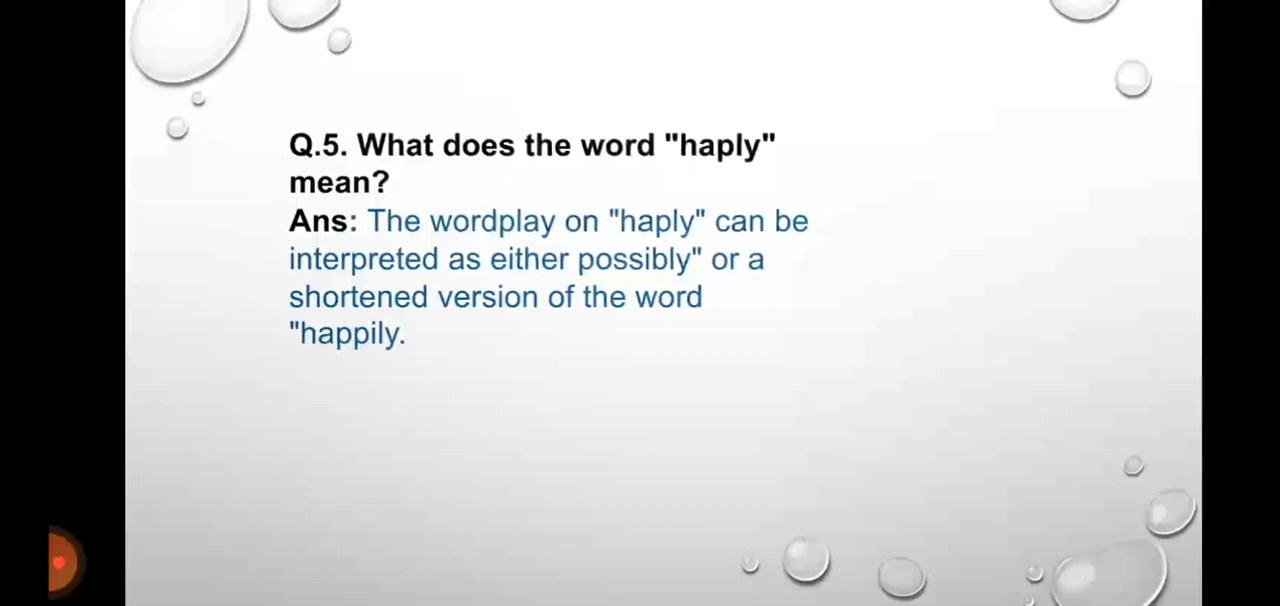 Q.5. What does the word "haply"
mean?
Ans: The wordplay on "haply" can be
interpreted as either possibly" or a
shortened version of the word
"happily.